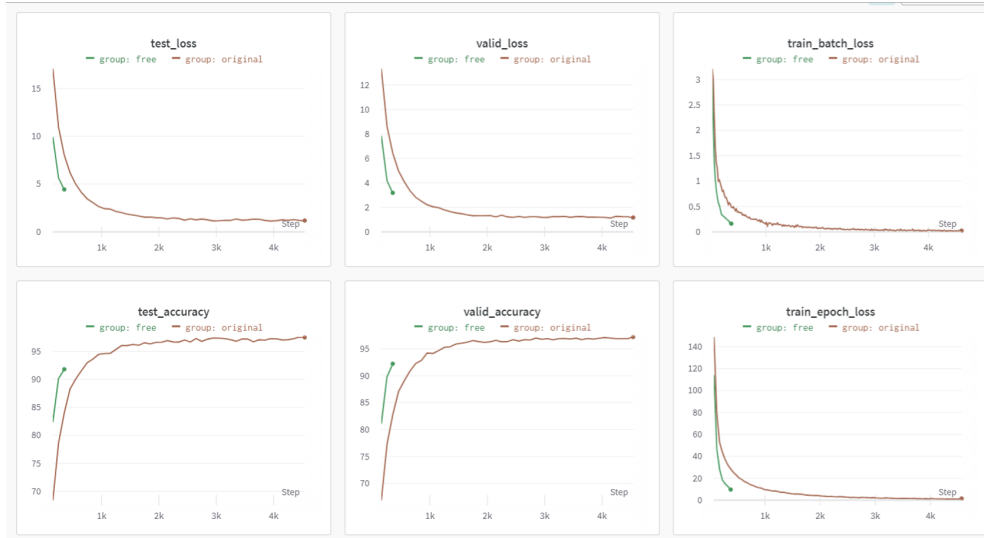 test_loss
group: free group: original
15
10
5
0
1k 2k 3k 4k
Step
valid_loss
group: free group: original
12
10
8
6
4
2
0
1k 2k 3k 4k
Step
train_batch_loss
group: free group: original
3
2.5
2
1.5
1
0.5
0
1k 2k 3k 4k
Step
test_accuracy
group: free group: original
95
90
85
80
75
70
1k 2k 3k 4k
Step
valid_accuracy
group: free group: original
95
90
85
80
75
70
1k 2k 3k 4k
Step
train_epoch_loss
group: free group: original
140
120
100
80
60
40
20
0
1k 2k 3k 4k
Step